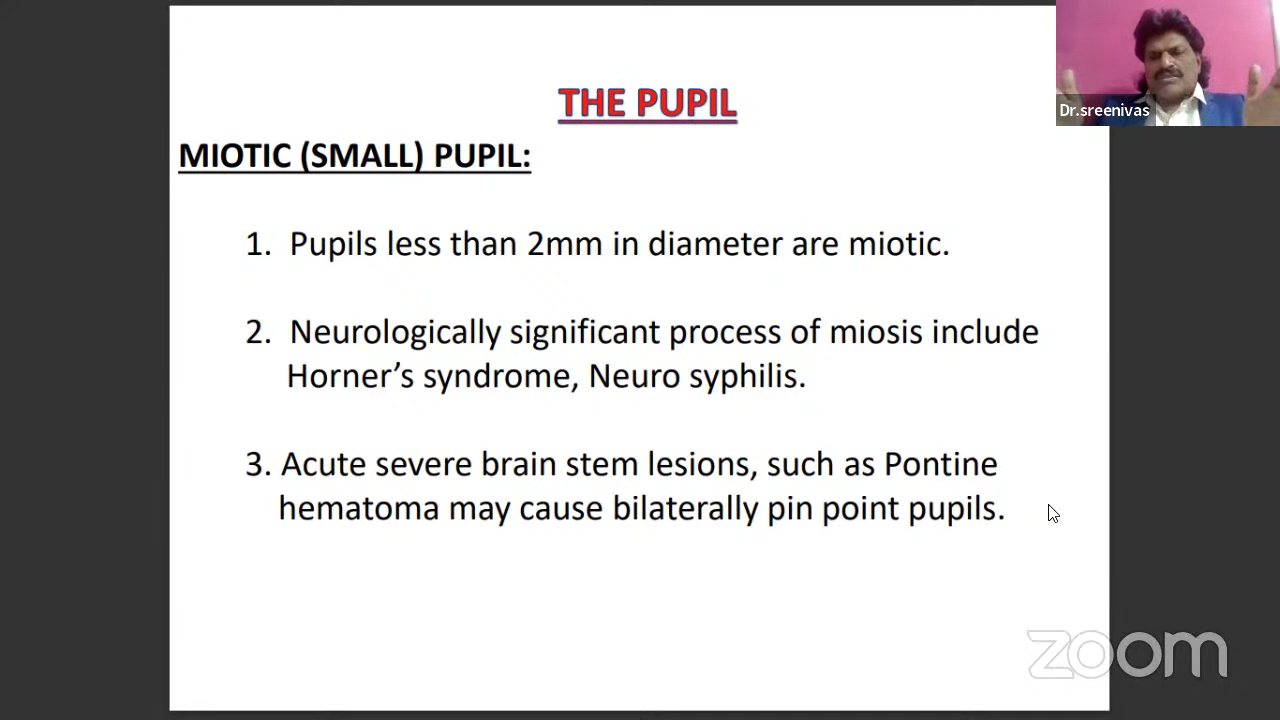 THE PUPIL
Dr.sreenivas
MIOTIC (SMALL) PUPIL:
1. Pupils less than 2mm in diameter are miotic.
2. Neurologically significant process of miosis include
Horner’s syndrome, Neuro syphilis.
3. Acute severe brain stem lesions, such as Pontine
hematoma may cause bilaterally pin point pupils.
zoom